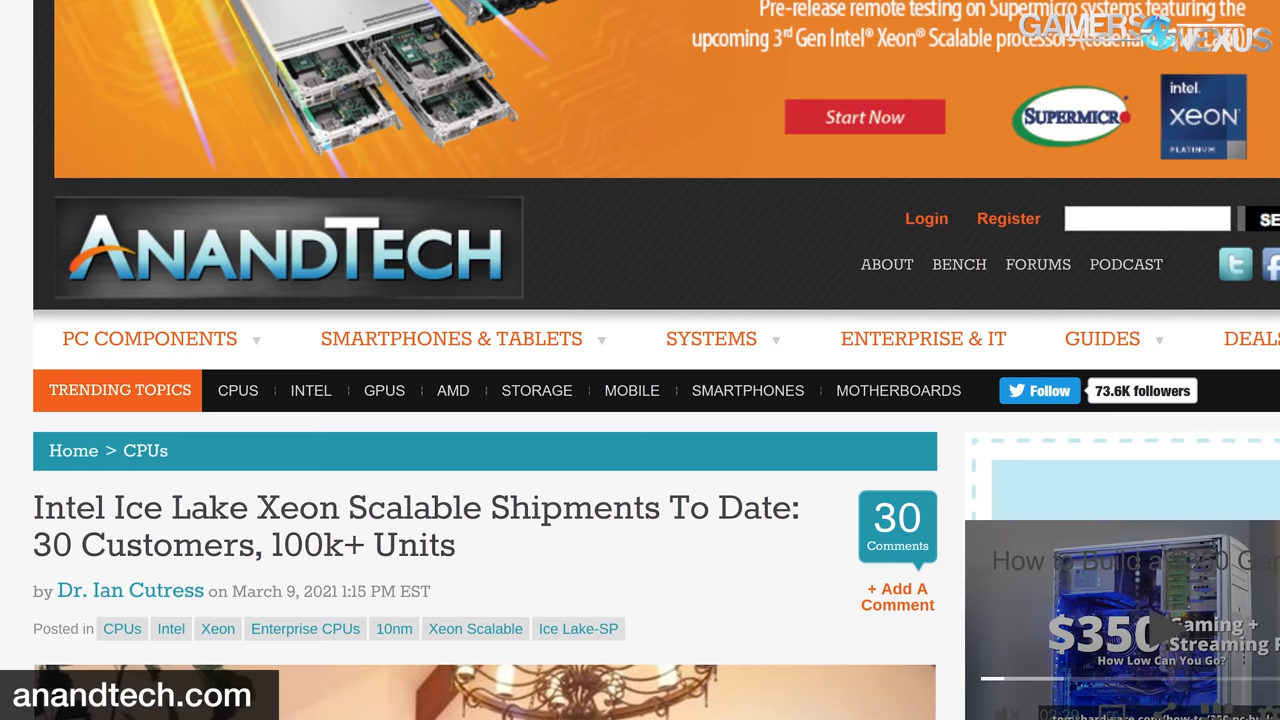 Pre-release remote testing on Supermicro systems featuring the
upcoming 3rd Gen Intel® Xeon® Scalable processors
GAMERS NEXUS
Start Now
SUPERMICR
intel.
XEON
PLATINUM
ANANDTECH
Login
Register
ABOUT
BENCH
FORUMS
PODCAST
PC COMPONENTS
SMARTPHONES & TABLETS
SYSTEMS
ENTERPRISE & IT
GUIDES
DEALS
TRENDING TOPICS
CPUS
INTEL
GPUS
AMD
STORAGE
MOBILE
SMARTPHONES
MOTHERBOARDS
Follow
73.6K followers
Home > CPUs
Intel Ice Lake Xeon Scalable Shipments To Date:
30 Customers, 100k+ Units
30
Comments
+ Add A
Comment
by Dr. Ian Cutress on March 9, 2021 1:15 PM EST
Posted in CPUs Intel Xeon Enterprise CPUs 10nm Xeon Scalable Ice Lake-SP
How to Build a
$350
Gaming +
Streaming
How Low Can You Go?
anandtech.com